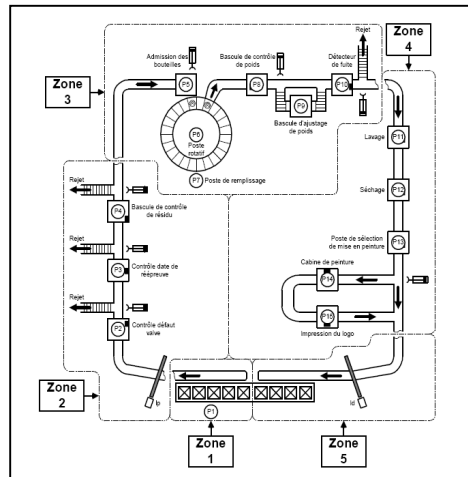 Rejet
Zone
4
Admission des
bouteilles
Bascule de contrôle
de poids
Détecteur
de fuite
Zone
3
P5
P8
P10
P9
Bascule d'ajustage
de poids
P6
Poste
rotatif
P7
Poste de remplissage
Lavage
P11
Rejet
P4
Bascule de contrôle
de résidu
Séchage
P12
Rejet
P3
Contrôle date de
réépreuve
Poste de sélection
de mise en peinture
P13
Cabine de peinture
P14
Rejet
P2
Contrôle défaut
valve
P15
Impression du logo
Ip
Id
P1
Zone
2
Zone
1
Zone
5